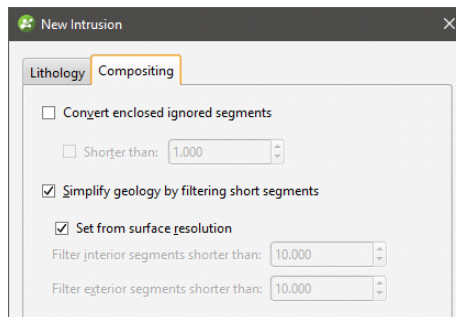 New Intrusion
Lithology Compositing
Convert enclosed ignored segments
Shorter than: 1.000
Simplify geology by filtering short segments
Set from surface resolution
Filter interior segments shorter than: 10.000
Filter exterior segments shorter than: 10.000